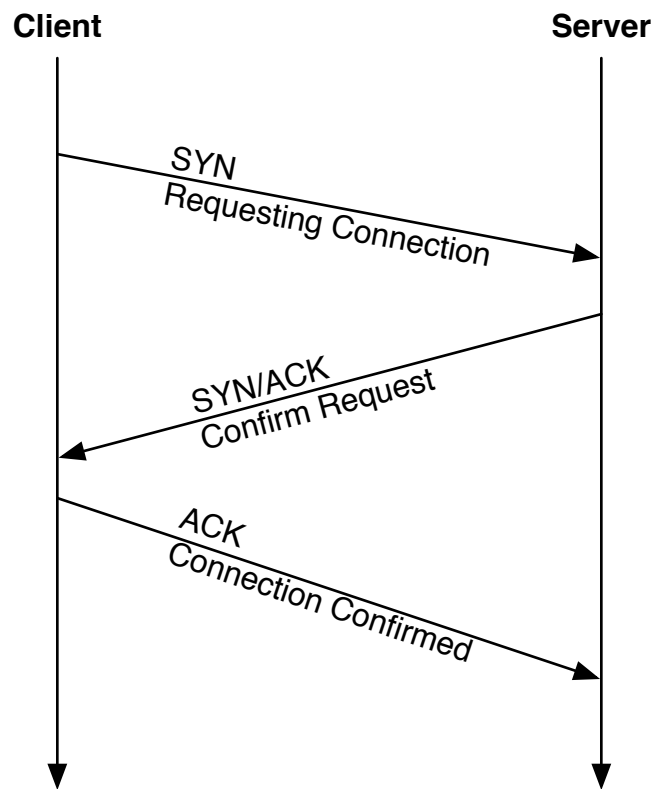 Client
Server
SYN
Requesting Connection
SYN/ACK
Confirm Request
ACK
Connection Confirmed